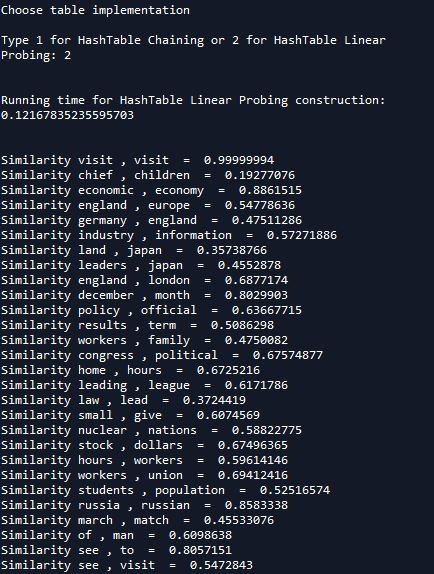 Choose table implementation
Type 1 for HashTable Chaining or 2 for HashTable Linear
Probing: 2
Running time for HashTable Linear Probing construction:
0.12167835235595703
Similarity visit , visit  =  0.99999994
Similarity chief , children  =  0.19277076
Similarity economic , economy  =  0.8861515
Similarity england , europe  =  0.54778636
Similarity germany , england  =  0.47511286
Similarity industry , information  =  0.57271886
Similarity land , japan  =  0.35738766
Similarity leaders , japan  =  0.4552878
Similarity england , london  =  0.6877174
Similarity december , month  =  0.8029903
Similarity policy , official  =  0.63667715
Similarity results , term  =  0.5086298
Similarity workers , family  =  0.4750082
Similarity congress , political  =  0.67574877
Similarity home , hours  =  0.6725216
Similarity leading , league  =  0.6171786
Similarity law , lead  =  0.3724419
Similarity small , give  =  0.6074569
Similarity nuclear , nations  =  0.58822775
Similarity stock , dollars  =  0.67496365
Similarity hours , workers  =  0.59614146
Similarity workers , union  =  0.69412416
Similarity students , population  =  0.52516574
Similarity russia , russian  =  0.8583338
Similarity march , match  =  0.45533076
Similarity of , man  =  0.6098638
Similarity see , to  =  0.8057151
Similarity see , visit  =  0.5472843